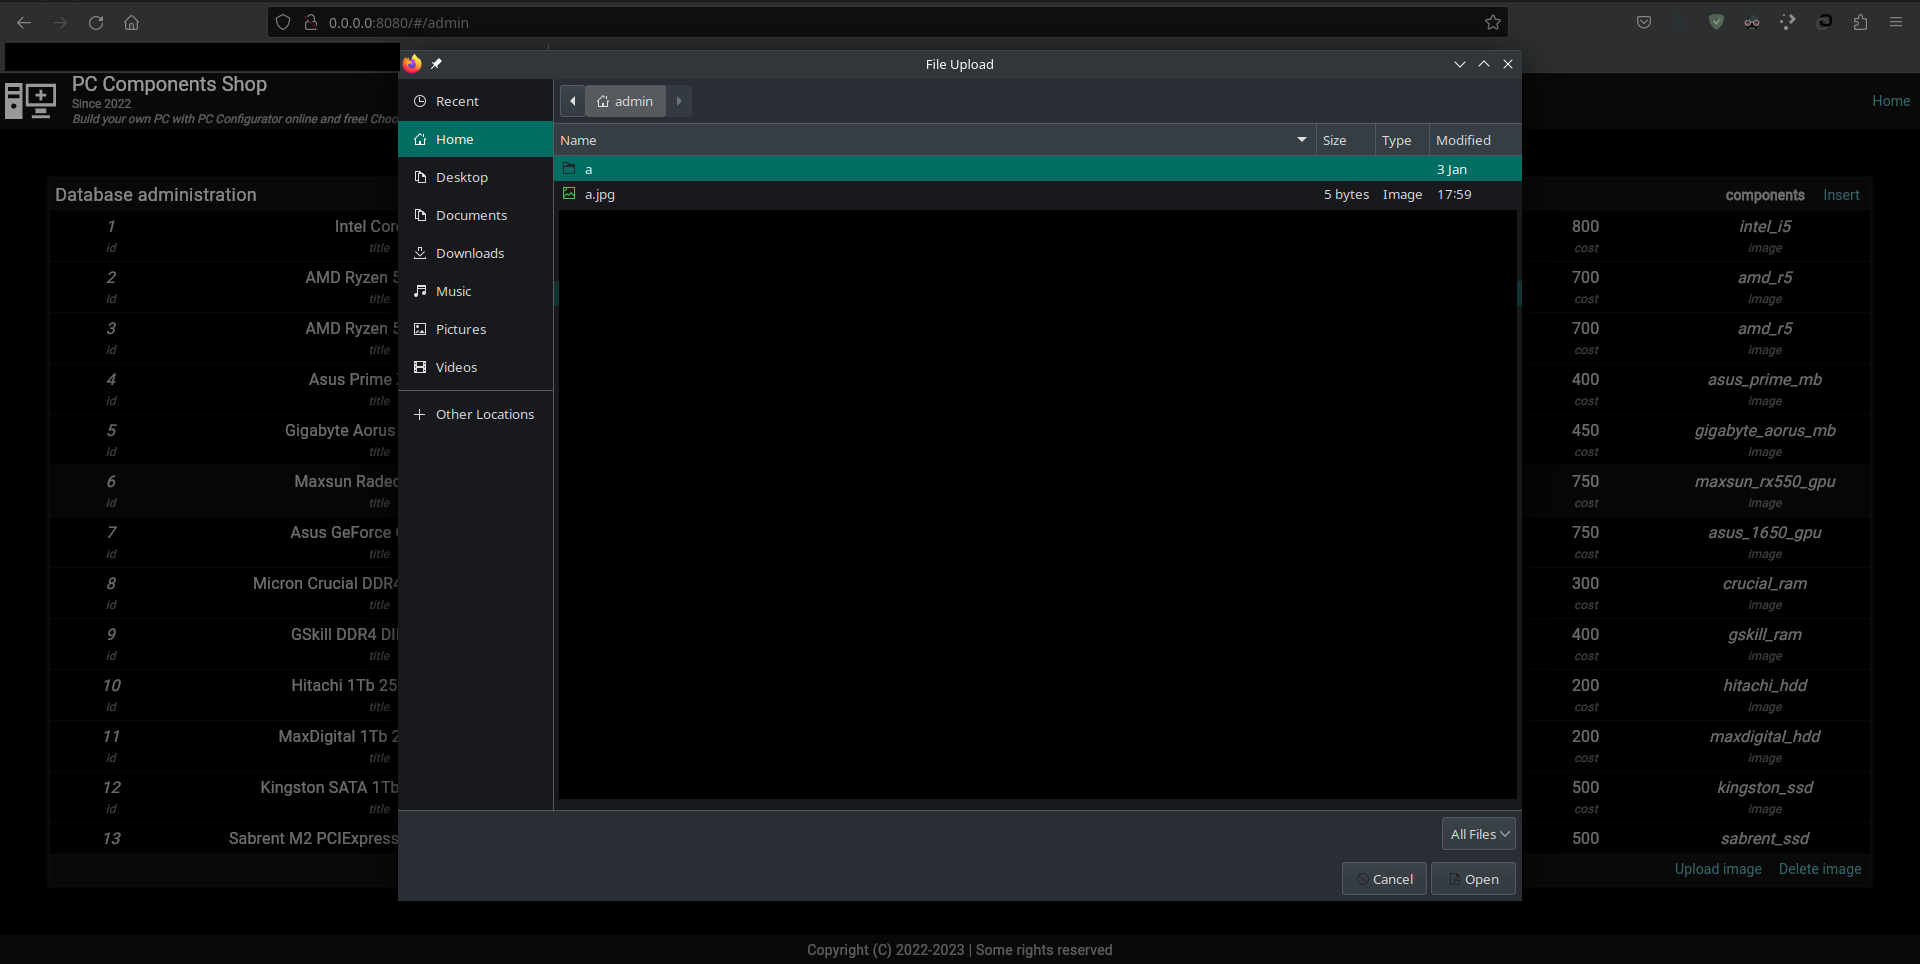 0.0.0.0:8080/#/admin
File Upload
PC Components Shop
Since 2022
Build your own PC with PC Configurator online and free! Choo
Home
Recent
Home
Desktop
Documents
Downloads
Music
Pictures
Videos
Other Locations
admin
Name Size Type Modified
a 3 Jan
a.jpg 5 bytes Image 17:59
All Files
Cancel Open
Database administration components Insert
1 Intel Cor 800 intel_i5
id title cost image
2 AMD Ryzen 5 700 amd_r5
id title cost image
3 AMD Ryzen 5 700 amd_r5
id title cost image
4 Asus Prime 400 asus_prime_mb
id title cost image
5 Gigabyte Aorus 450 gigabyte_aorus_mb
id title cost image
6 Maxsun Radeo 750 maxsun_rx550_gpu
id title cost image
7 Asus GeForce 750 asus_1650_gpu
id title cost image
8 Micron Crucial DDR4 300 crucial_ram
id title cost image
9 GSkill DDR4 DI 400 gskill_ram
id title cost image
10 Hitachi 1Tb 25 200 hitachi_hdd
id title cost image
11 MaxDigital 1Tb 2 200 maxdigital_hdd
id title cost image
12 Kingston SATA 1Tb 500 kingston_ssd
id title cost image
13 Sabrent M2 PCIExpress 500 sabrent_ssd
Upload image Delete image
Copyright (C) 2022-2023 | Some rights reserved